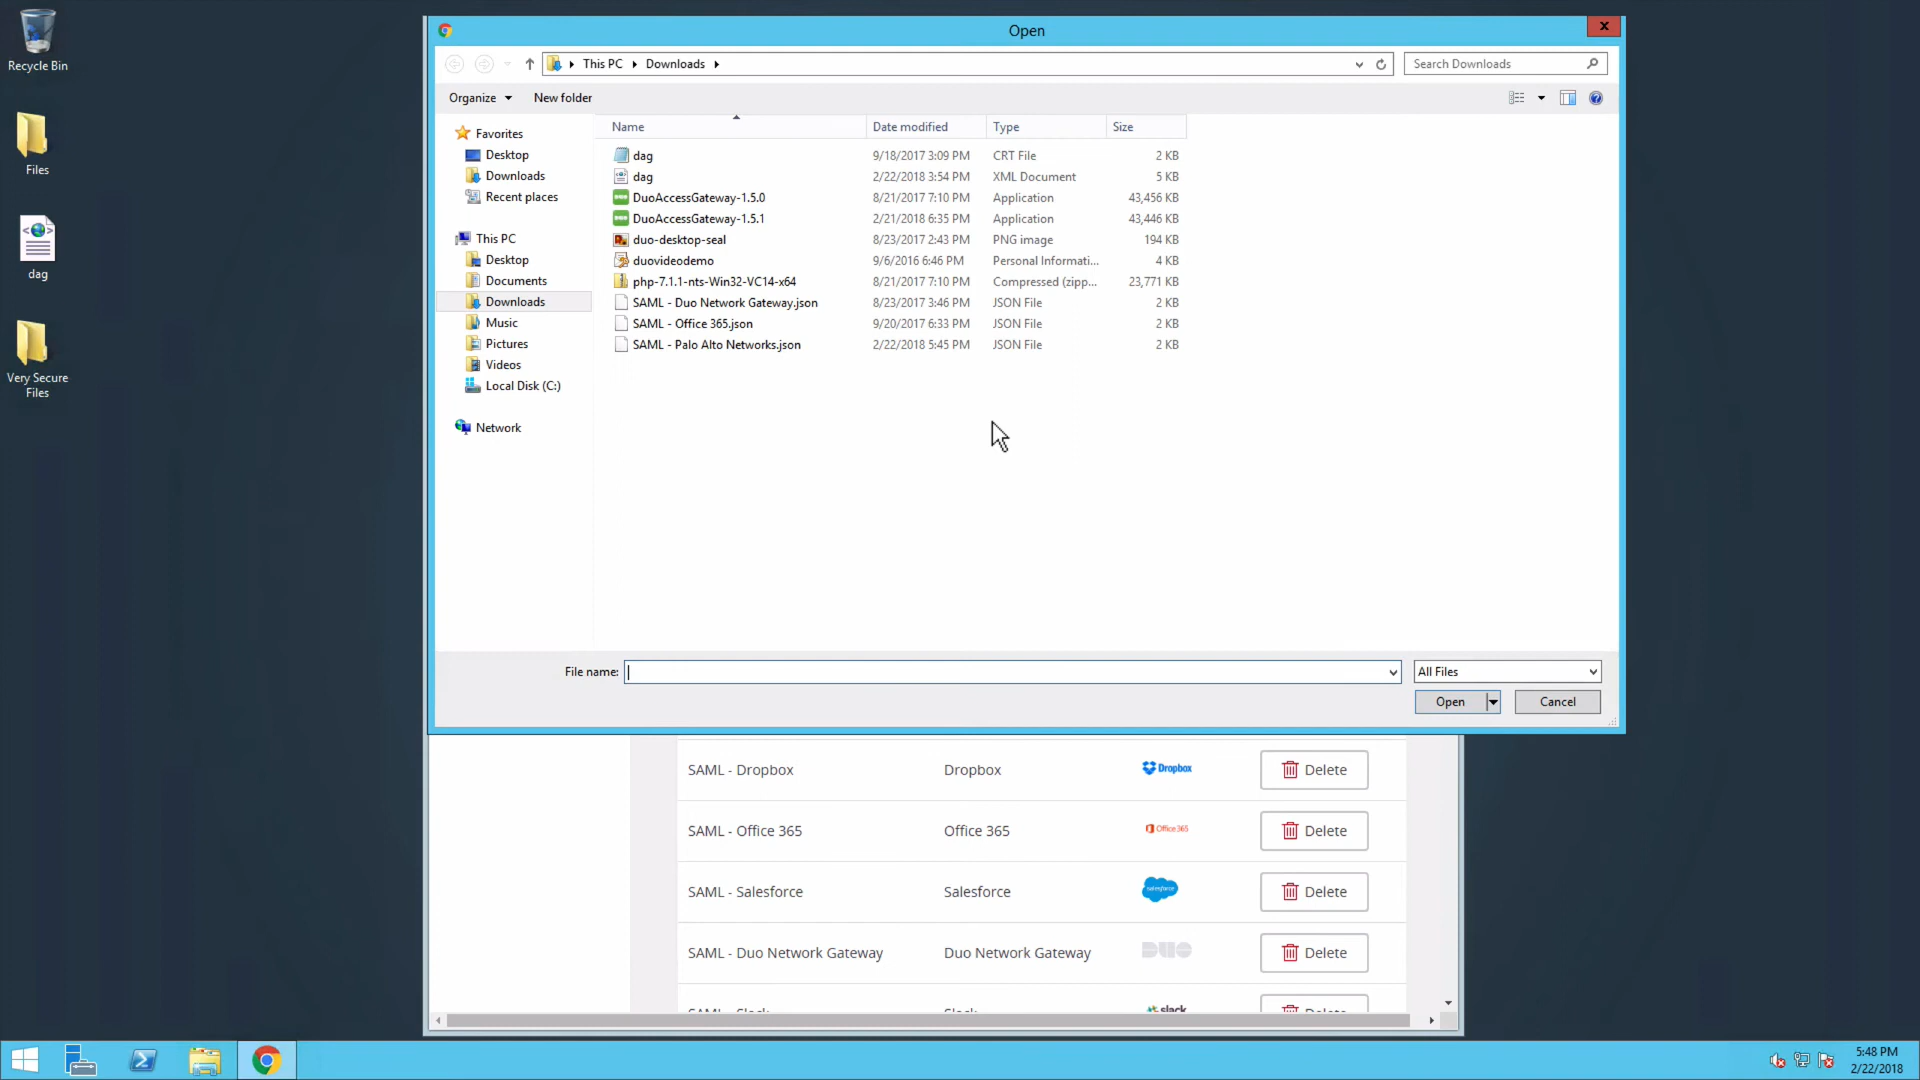 Recycle Bin
Files
dag
Very Secure
Files
Open
This PC
Downloads
Search Downloads
Organize
New folder
Name
Date modified
Type
Size
Favorites
Desktop
Downloads
Recent places
This PC
Desktop
Documents
Downloads
Music
Pictures
Videos
Local Disk (C:)
Network
dag 9/18/2017 3:09 PM CRT File 2 KB
dag 2/22/2018 3:54 PM XML Document 5 KB
DuoAccessGateway-1.5.0 8/21/2017 7:10 PM Application 43,456 KB
DuoAccessGateway-1.5.1 2/21/2018 6:35 PM Application 43,446 KB
duo-desktop-seal 8/23/2017 2:43 PM PNG image 194 KB
duovideodemo 9/6/2016 6:46 PM Personal Informati... 4 KB
php-7.1.1-nts-Win32-VC14-x64 8/21/2017 7:10 PM Compressed (zipp... 23,771 KB
SAML - Duo Network Gateway.json 8/23/2017 3:46 PM JSON File 2 KB
SAML - Office 365.json 9/20/2017 6:33 PM JSON File 2 KB
SAML - Palo Alto Networks.json 2/22/2018 5:45 PM JSON File 2 KB
File name:
All Files
Open
Cancel
SAML - Dropbox Dropbox Dropbox Delete
SAML - Office 365 Office 365 Office 365 Delete
SAML - Salesforce Salesforce salesforce Delete
SAML - Duo Network Gateway Duo Network Gateway DUO Delete
SAML - Slack Slack slack Delete
5:48 PM
2/22/2018